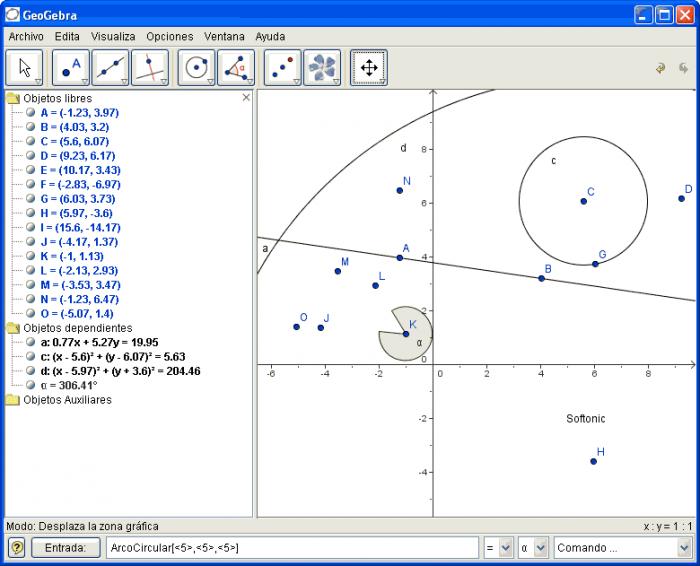 GeoGebra
Archivo Edita Visualiza Opciones Ventana Ayuda
A
α
Objetos libres
A = (-1.23, 3.97)
B = (4.03, 3.2)
C = (5.6, 6.07)
D = (9.23, 6.17)
E = (10.17, 3.43)
F = (-2.83, -6.97)
G = (6.03, 3.73)
H = (5.97, -3.6)
I = (15.6, -14.17)
J = (-4.17, 1.37)
K = (-1, 1.13)
L = (-2.13, 2.93)
M = (-3.53, 3.47)
N = (-1.23, 6.47)
O = (-5.07, 1.4)
Objetos dependientes
a: 0.77x + 5.27y = 19.95
c: (x - 5.6)² + (y - 6.07)² = 5.63
d: (x - 5.97)² + (y + 3.6)² = 204.46
α = 306.41°
Objetos Auxiliares
d
8
c
N
C
D
6
a
A
4
G
B
M
L
2
O
J
K
α
0
-6 -4 -2 0 2 4 6 8
-2
Softonic
H
-4
Modo: Desplaza la zona gráfica
x : y = 1 : 1
Entrada:
ArcoCircular[<5>,<5>,<5>]
=
α
Comando ...